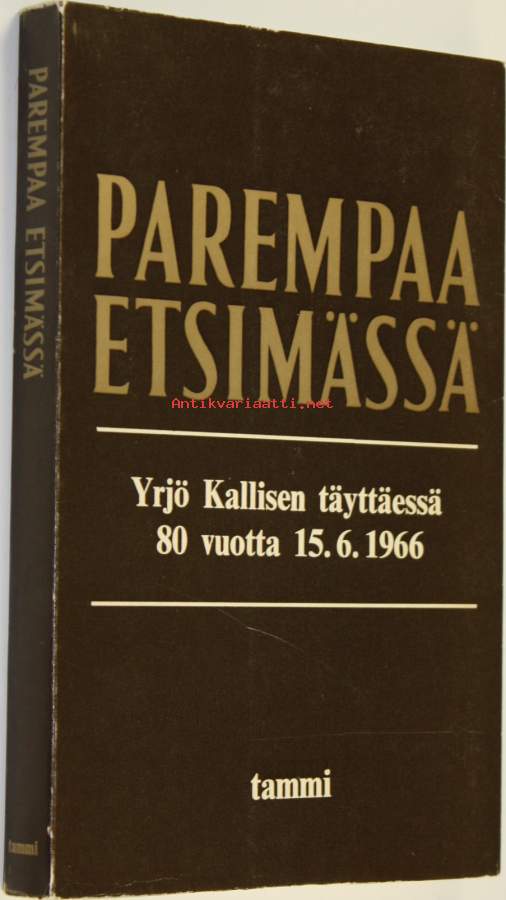 PAREMPAA ETSIMÄSSÄ
tammi
PAREMPAA
ETSIMÄSSÄ
Antikvariaatti.net
Yrjö Kallisen täyttäessä
80 vuotta 15.6.1966
tammi